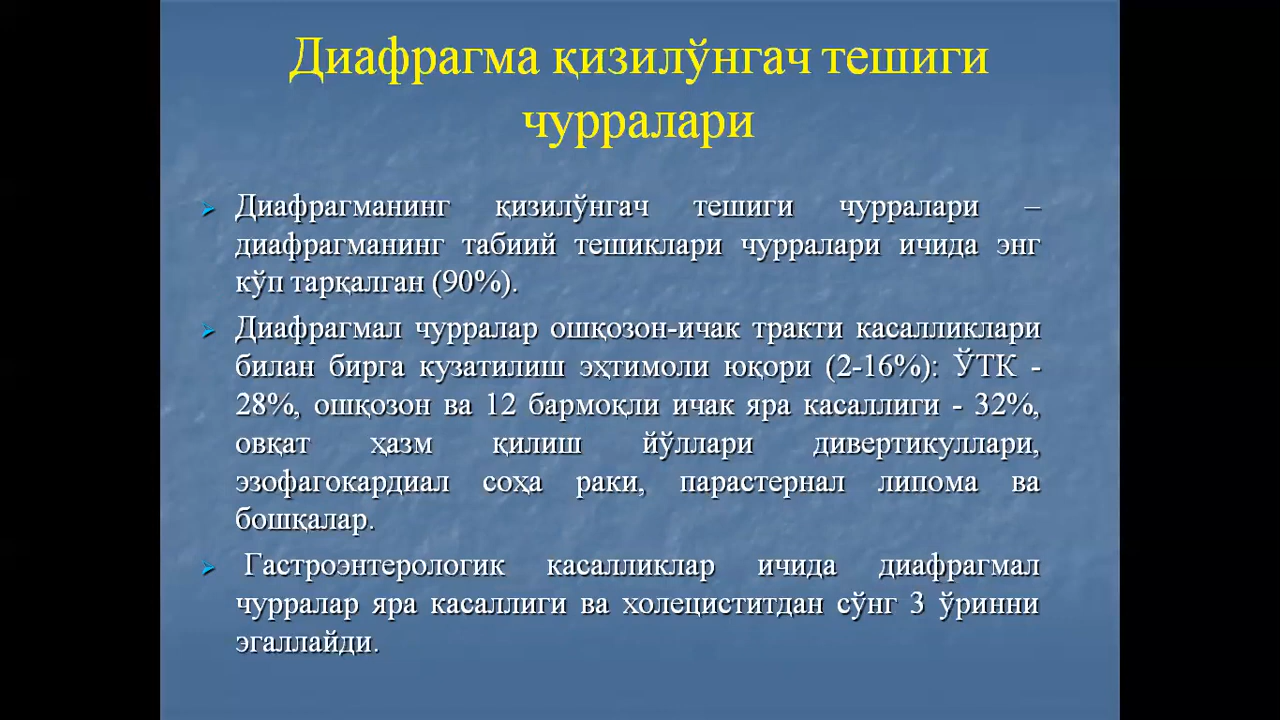 Диафрагма қизилўнгач тешиги
чурралари
Диафрагманинг қизилўнгач тешиги чурралари –
диафрагманинг табиий тешиклари чурралари ичида энг
кўп тарқалган (90%).
Диафрагмал чурралар ошқозон-ичак тракти касалликлари
билан бирга кузатилиш эҳтимоли юқори (2-16%): ЎТК -
28%, ошқозон ва 12 бармоқли ичак яра касаллиги - 32%,
овқат ҳазм қилиш йўллари дивертикуллари,
эзофагокардиал соҳа раки, парастернал липома ва
бошқалар.
Гастроэнтерологик касалликлар ичида диафрагмал
чурралар яра касаллиги ва холециститдан сўнг 3 ўринни
эгаллайди.